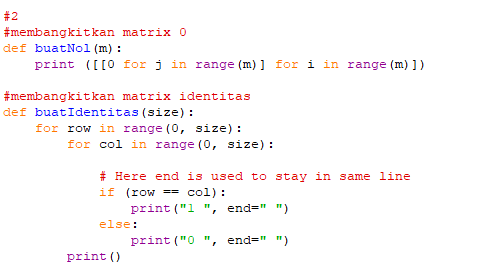 #2
#membangkitkan matrix 0
def buatNol(m):
    print ([[0 for j in range(m)] for i in range(m)])

#membangkitkan matrix identitas
def buatIdentitas(size):
    for row in range(0, size):
        for col in range(0, size):

            # Here end is used to stay in same line
            if (row == col):
                print("1 ", end=" ")
            else:
                print("0 ", end=" ")
        print()